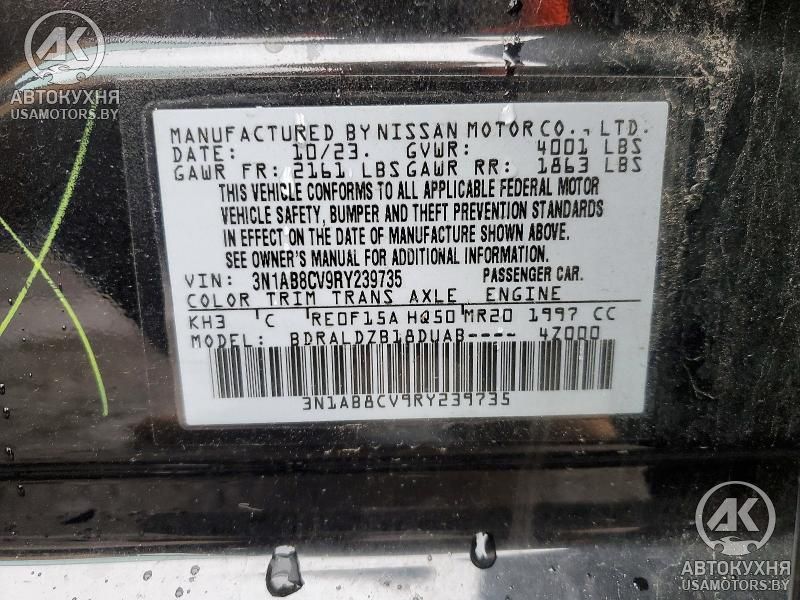 AK
АВТОКУХНЯ
USAMOTORS.BY
MANUFACTURED BY NISSAN MOTOR CO., LTD.
DATE: 10/23. GVWR: 4001 LBS
GAWR FR: 2161 LBS GAWR RR: 1863 LBS
THIS VEHICLE CONFORMS TO ALL APPLICABLE FEDERAL MOTOR
VEHICLE SAFETY, BUMPER AND THEFT PREVENTION STANDARDS
IN EFFECT ON THE DATE OF MANUFACTURE SHOWN ABOVE.
SEE OWNER'S MANUAL FOR ADDITIONAL INFORMATION.
VIN: 3N1AB8CV9RY239735 PASSENGER CAR.
COLOR TRIM TRANS AXLE ENGINE
KH3 C RE0F15A HQ50 MR20 1997 CC
MODEL: BDRALDZB18DUAB---- 47000
3N1AB8CV9RY239735
AK
АВТОКУХНЯ
USAMOTORS.BY